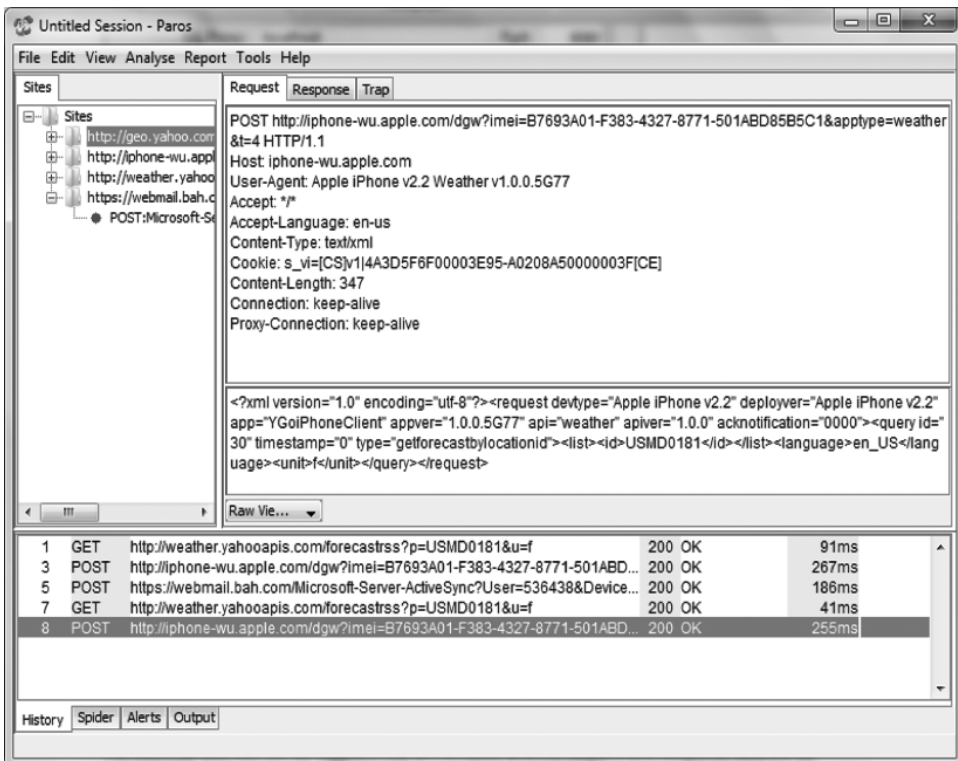 Untitled Session - Paros
File Edit View Analyse Report Tools Help
Sites
Request Response Trap
Sites
http://geo.yahoo.com
http://iphone-wu.appl
http://weather.yahoo
https://webmail.bah.c
POST:Microsoft-Se
POST http://iphone-wu.apple.com/dgw?imei=B7693A01-F383-4327-8771-501ABD85B5C1&apptype=weather
&t=4 HTTP/1.1
Host: iphone-wu.apple.com
User-Agent: Apple iPhone v2.2 Weather v1.0.0.5G77
Accept: */*
Accept-Language: en-us
Content-Type: text/xml
Cookie: s_vi=[CS]v1|4A3D5F6F00003E95-A0208A50000003F[CE]
Content-Length: 347
Connection: keep-alive
Proxy-Connection: keep-alive
<?xml version="1.0" encoding="utf-8"?><request devtype="Apple iPhone v2.2" deployver="Apple iPhone v2.2"
app="YGoiPhoneClient" appver="1.0.0.5G77" api="weather" apiver="1.0.0" acknotification="0000"><query id="
30" timestamp="0" type="getforecastbylocationid"><list><id>USMD0181</id></list><language>en_US</lang
uage><unit>f</unit></query></request>
Raw Vie...
1 GET http://weather.yahooapis.com/forecastrss?p=USMD0181&u=f 200 OK 91ms
3 POST http://iphone-wu.apple.com/dgw?imei=B7693A01-F383-4327-8771-501ABD... 200 OK 267ms
5 POST https://webmail.bah.com/Microsoft-Server-ActiveSync?User=536438&Device... 200 OK 186ms
7 GET http://weather.yahooapis.com/forecastrss?p=USMD0181&u=f 200 OK 41ms
8 POST http://iphone-wu.apple.com/dgw?imei=B7693A01-F383-4327-8771-501ABD... 200 OK 255ms
History Spider Alerts Output